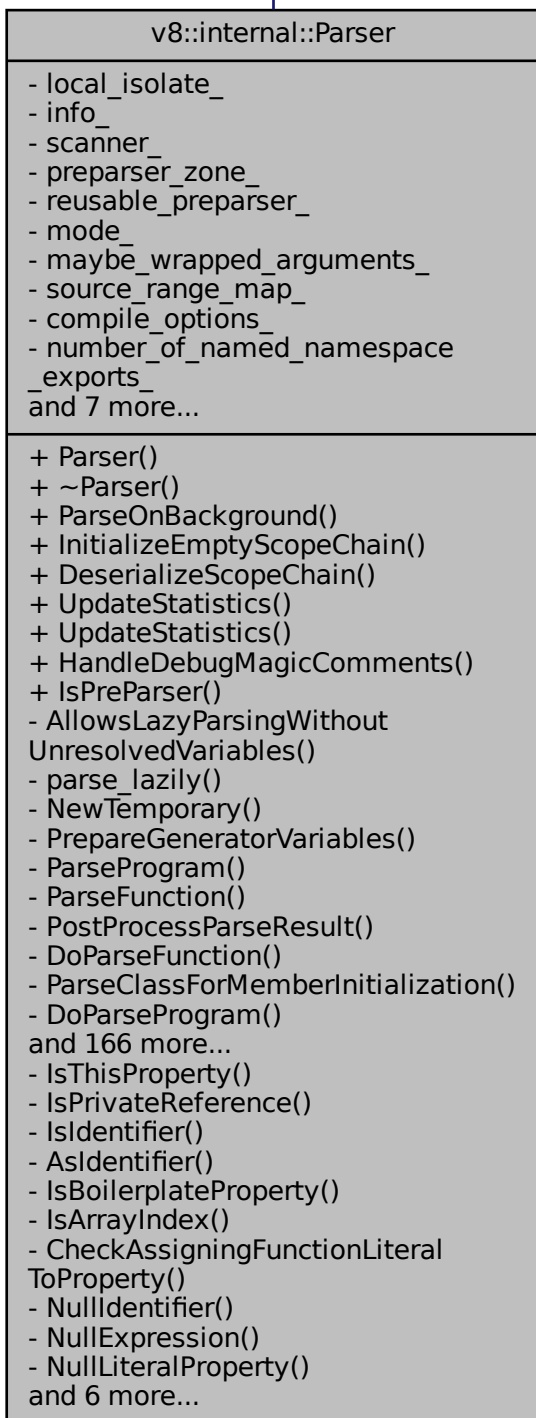 v8::internal::Parser
- local_isolate_
- info_
- scanner_
- preparser_zone_
- reusable_preparser_
- mode_
- maybe_wrapped_arguments_
- source_range_map_
- compile_options_
- number_of_named_namespace
_exports_
and 7 more...
+ Parser()
+ ~Parser()
+ ParseOnBackground()
+ InitializeEmptyScopeChain()
+ DeserializeScopeChain()
+ UpdateStatistics()
+ UpdateStatistics()
+ HandleDebugMagicComments()
+ IsPreParser()
- AllowsLazyParsingWithout
UnresolvedVariables()
- parse_lazily()
- NewTemporary()
- PrepareGeneratorVariables()
- ParseProgram()
- ParseFunction()
- PostProcessParseResult()
- DoParseFunction()
- ParseClassForMemberInitialization()
- DoParseProgram()
and 166 more...
- IsThisProperty()
- IsPrivateReference()
- IsIdentifier()
- AsIdentifier()
- IsBoilerplateProperty()
- IsArrayIndex()
- CheckAssigningFunctionLiteral
ToProperty()
- NullIdentifier()
- NullExpression()
- NullLiteralProperty()
and 6 more...